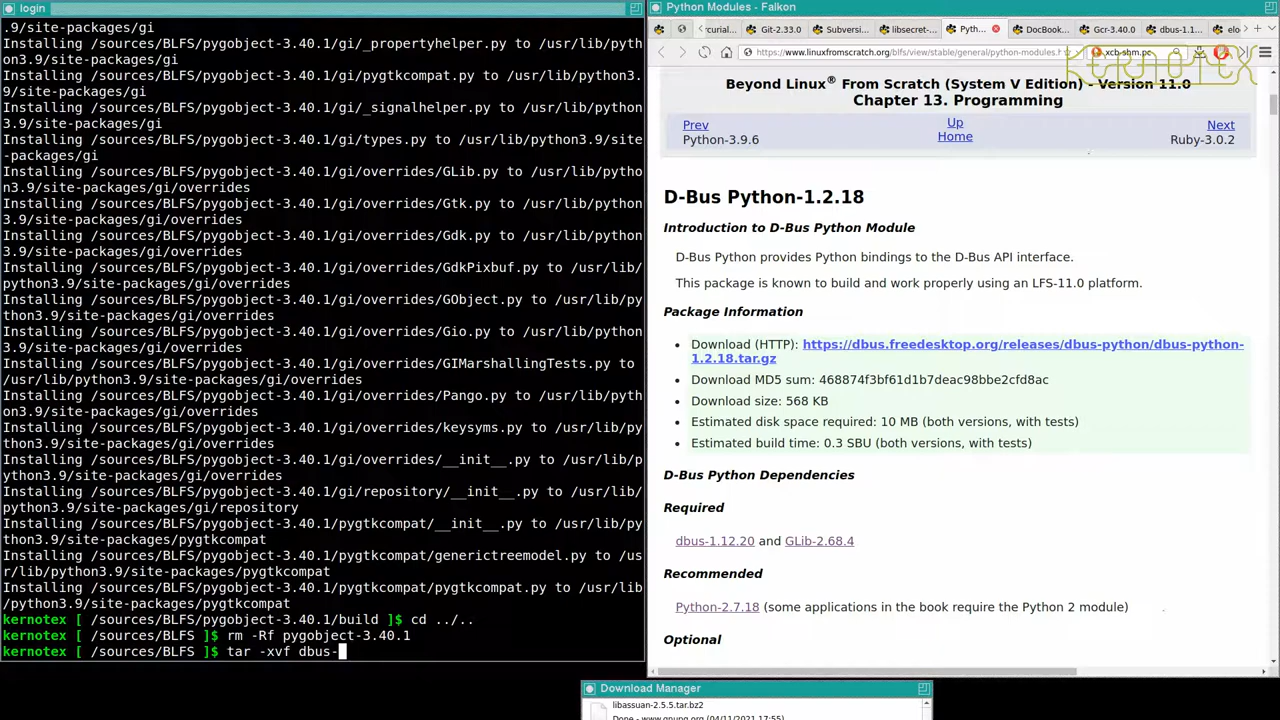 login
.9/site-packages/gi
Installing /sources/BLFS/pygobject-3.40.1/gi/_propertyhelper.py to /usr/lib/pyth
on3.9/site-packages/gi
Installing /sources/BLFS/pygobject-3.40.1/gi/pygtkcompat.py to /usr/lib/python3.
9/site-packages/gi
Installing /sources/BLFS/pygobject-3.40.1/gi/_signalhelper.py to /usr/lib/python
3.9/site-packages/gi
Installing /sources/BLFS/pygobject-3.40.1/gi/types.py to /usr/lib/python3.9/site
-packages/gi
Installing /sources/BLFS/pygobject-3.40.1/gi/overrides/GLib.py to /usr/lib/pytho
n3.9/site-packages/gi/overrides
Installing /sources/BLFS/pygobject-3.40.1/gi/overrides/Gtk.py to /usr/lib/python
3.9/site-packages/gi/overrides
Installing /sources/BLFS/pygobject-3.40.1/gi/overrides/Gdk.py to /usr/lib/python
3.9/site-packages/gi/overrides
Installing /sources/BLFS/pygobject-3.40.1/gi/overrides/GdkPixbuf.py to /usr/lib/
python3.9/site-packages/gi/overrides
Installing /sources/BLFS/pygobject-3.40.1/gi/overrides/GObject.py to /usr/lib/py
thon3.9/site-packages/gi/overrides
Installing /sources/BLFS/pygobject-3.40.1/gi/overrides/Gio.py to /usr/lib/python
3.9/site-packages/gi/overrides
Installing /sources/BLFS/pygobject-3.40.1/gi/overrides/GIMarshallingTests.py to
/usr/lib/python3.9/site-packages/gi/overrides
Installing /sources/BLFS/pygobject-3.40.1/gi/overrides/Pango.py to /usr/lib/pyth
on3.9/site-packages/gi/overrides
Installing /sources/BLFS/pygobject-3.40.1/gi/overrides/keysyms.py to /usr/lib/py
thon3.9/site-packages/gi/overrides
Installing /sources/BLFS/pygobject-3.40.1/gi/overrides/__init__.py to /usr/lib/p
ython3.9/site-packages/gi/overrides
Installing /sources/BLFS/pygobject-3.40.1/gi/repository/__init__.py to /usr/lib/
python3.9/site-packages/gi/repository
Installing /sources/BLFS/pygobject-3.40.1/pygtkcompat/__init__.py to /usr/lib/py
thon3.9/site-packages/pygtkcompat
Installing /sources/BLFS/pygobject-3.40.1/pygtkcompat/generictreemodel.py to /us
r/lib/python3.9/site-packages/pygtkcompat
Installing /sources/BLFS/pygobject-3.40.1/pygtkcompat/pygtkcompat.py to /usr/lib
/python3.9/site-packages/pygtkcompat
kernotex [ /sources/BLFS/pygobject-3.40.1/build ]$ cd ../..
kernotex [ /sources/BLFS ]$ rm -Rf pygobject-3.40.1
kernotex [ /sources/BLFS ]$ tar -xvf dbus-
Python Modules - Falkon
rcurial, Git-2.33.0 Subversi... libsecret-... Pyth... DocBook... Gcr-3.40.0 dbus-1.1... elo
https://www.linuxfromscratch.org/blfs/view/stable/general/python-modules.h xcb-shm.pc
KERNOTEX
Beyond Linux® From Scratch (System V Edition) - Version 11.0
Chapter 13. Programming
Prev Up Next
Python-3.9.6 Home Ruby-3.0.2
D-Bus Python-1.2.18
Introduction to D-Bus Python Module
D-Bus Python provides Python bindings to the D-Bus API interface.
This package is known to build and work properly using an LFS-11.0 platform.
Package Information
• Download (HTTP): https://dbus.freedesktop.org/releases/dbus-python/dbus-python-
1.2.18.tar.gz
• Download MD5 sum: 468874f3bf61d1b7deac98bbe2cfd8ac
• Download size: 568 KB
• Estimated disk space required: 10 MB (both versions, with tests)
• Estimated build time: 0.3 SBU (both versions, with tests)
D-Bus Python Dependencies
Required
dbus-1.12.20 and GLib-2.68.4
Recommended
Python-2.7.18 (some applications in the book require the Python 2 module)
Optional
Download Manager
libassuan-2.5.5.tar.bz2
Done - www.gnupg.org (04/11/2021 17:55)